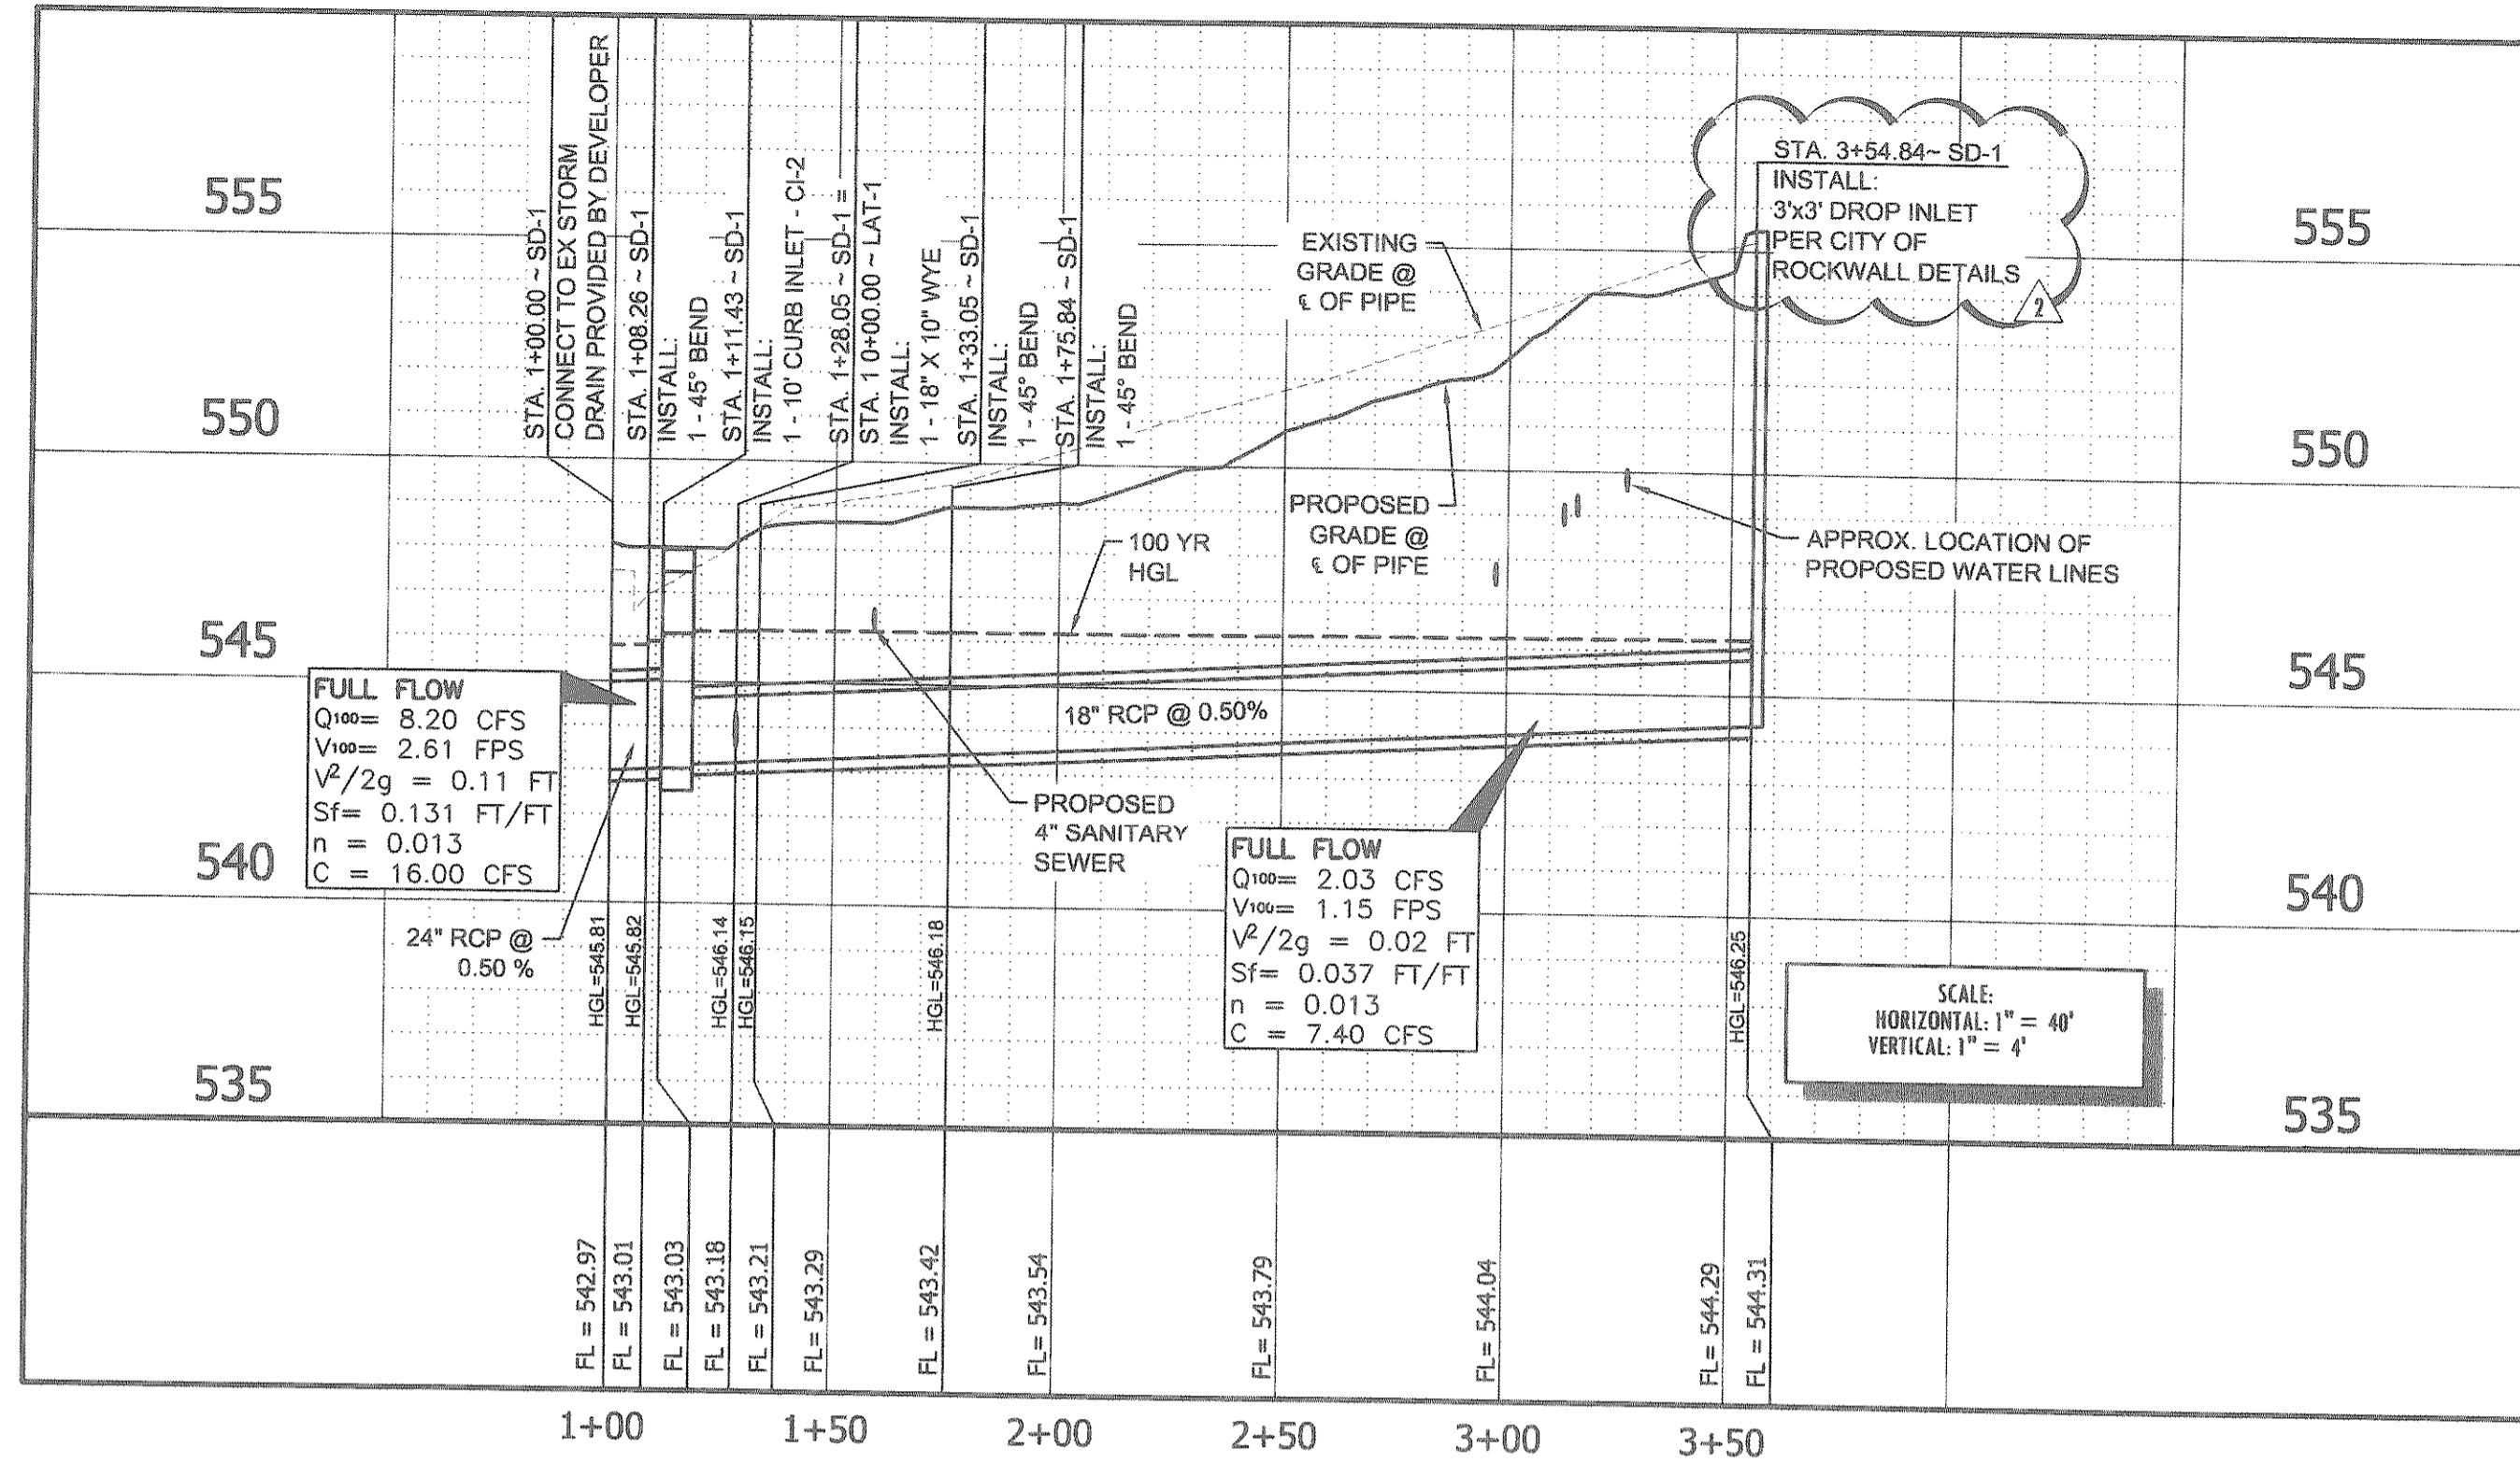 555
550
545
540
535
STA. 1+00.00 ~ SD-1
CONNECT TO EX STORM
DRAIN PROVIDED BY DEVELOPER
STA. 1+08.26 ~ SD-1
INSTALL:
1 - 45° BEND
STA. 1+11.43 ~ SD-1
INSTALL:
1 - 10' CURB INLET - CI-2
STA. 1+28.05 ~ SD-1 =
STA. 1 0+00.00 ~ LAT-1
INSTALL:
1 - 18" X 10" WYE
STA. 1+33.05 ~ SD-1
INSTALL:
1 - 45° BEND
STA. 1+75.84 ~ SD-1
INSTALL:
1 - 45° BEND
EXISTING
GRADE @
℄ OF PIPE
STA. 3+54.84~ SD-1
INSTALL:
3'x3' DROP INLET
PER CITY OF
ROCKWALL DETAILS
2
555
550
545
540
535
PROPOSED
GRADE @
℄ OF PIPE
100 YR
HGL
APPROX. LOCATION OF
PROPOSED WATER LINES
FULL FLOW
Q100= 8.20 CFS
V100= 2.61 FPS
V²/2g = 0.11 FT
Sf= 0.131 FT/FT
n = 0.013
C = 16.00 CFS
24" RCP @
0.50 %
18" RCP @ 0.50%
PROPOSED
4" SANITARY
SEWER
FULL FLOW
Q100= 2.03 CFS
V100= 1.15 FPS
V²/2g = 0.02 FT
Sf= 0.037 FT/FT
n = 0.013
C = 7.40 CFS
HGL=545.81
HGL=545.82
HGL=546.14
HGL=546.15
HGL=546.18
HGL=546.25
SCALE:
HORIZONTAL: 1" = 40'
VERTICAL: 1" = 4'
FL = 542.97
FL = 543.01
FL = 543.03
FL = 543.18
FL = 543.21
FL= 543.29
FL = 543.42
FL= 543.54
FL= 543.79
FL= 544.04
FL= 544.29
FL = 544.31
1+00
1+50
2+00
2+50
3+00
3+50